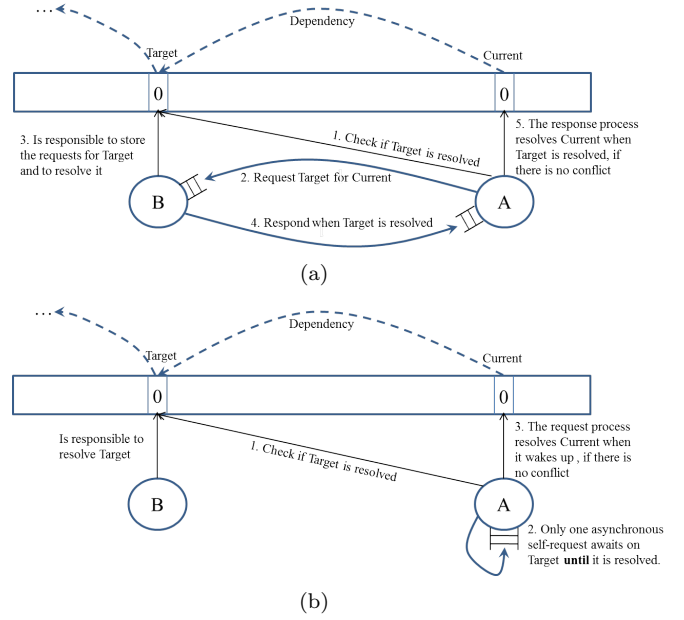 ...
Dependency
Target
Current
0
0
1. Check if Target is resolved
3. Is responsible to store
the requests for Target
and to resolve it
5. The response process
resolves Current when
Target is resolved, if
there is no conflict
2. Request Target for Current
B
A
4. Respond when Target is resolved
(a)
...
Dependency
Target
Current
0
0
Is responsible to
resolve Target
1. Check if Target is resolved
3. The request process
resolves Current when
it wakes up , if there is
no conflict
B
A
2. Only one asynchronous
self-request awaits on
Target until it is resolved.
(b)